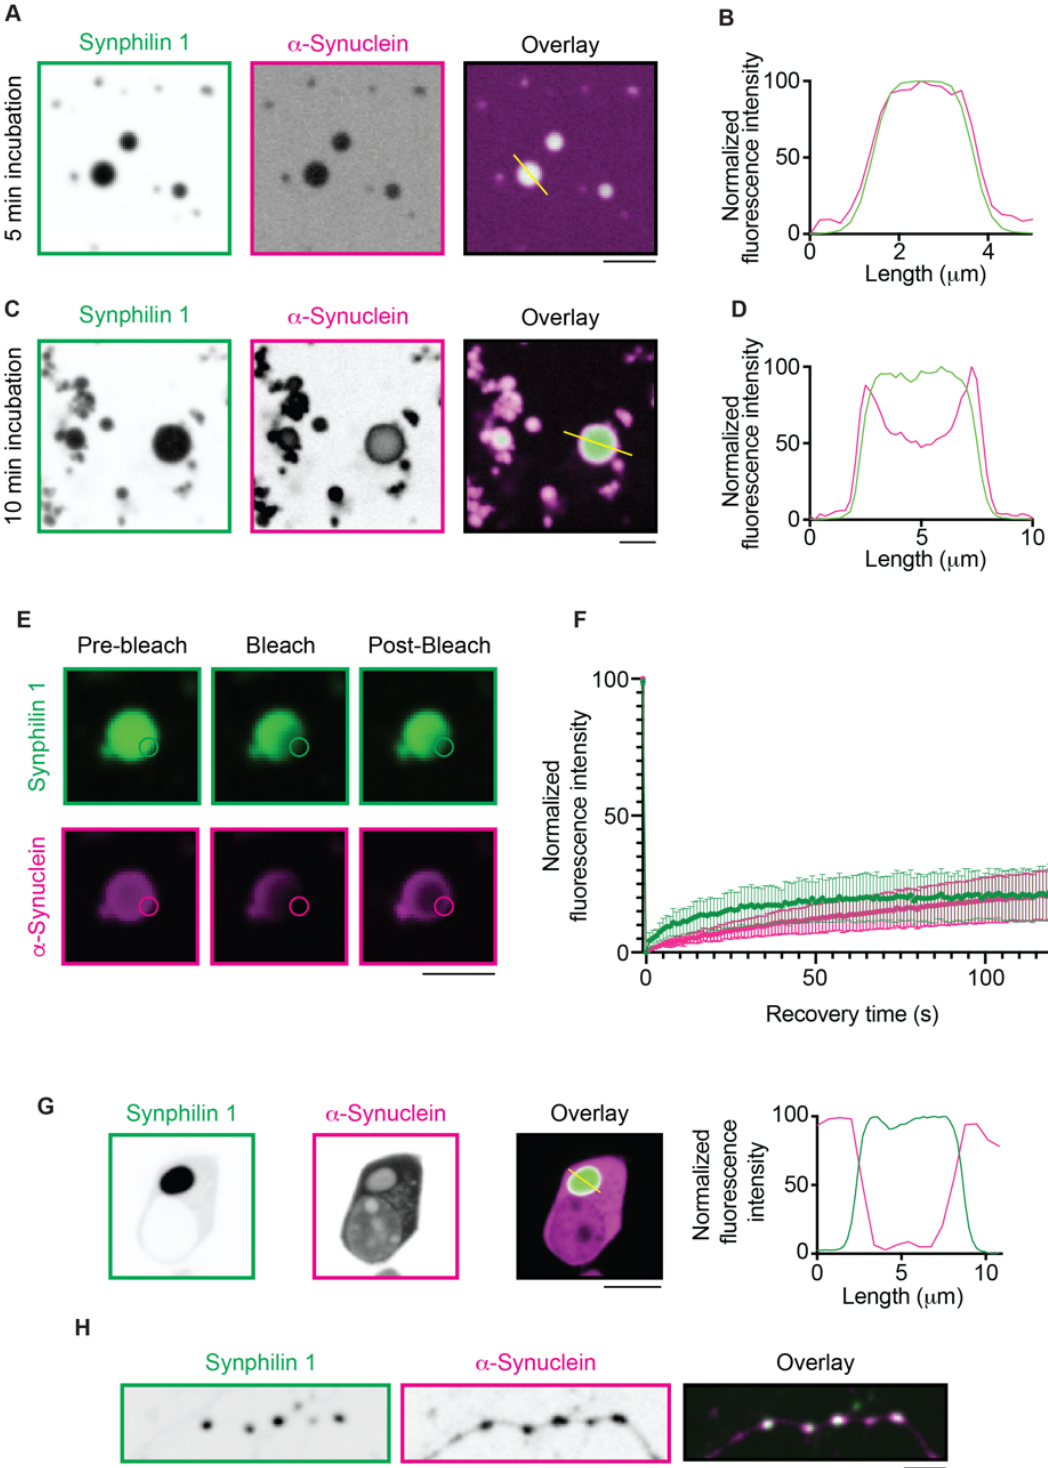 A
Synphilin 1
α-Synuclein
Overlay
5 min incubation
B
Normalized
fluorescence intensity
100
50
0
0 2 4
Length (μm)
C
Synphilin 1
α-Synuclein
Overlay
10 min incubation
D
Normalized
fluorescence intensity
100
50
0
0 5 10
Length (μm)
E
Pre-bleach Bleach Post-Bleach
Synphilin 1
α-Synuclein
F
Normalized
fluorescence intensity
100
50
0
0 50 100
Recovery time (s)
G
Synphilin 1
α-Synuclein
Overlay
Normalized
fluorescence
intensity
100
50
0
0 5 10
Length (μm)
H
Synphilin 1
α-Synuclein
Overlay